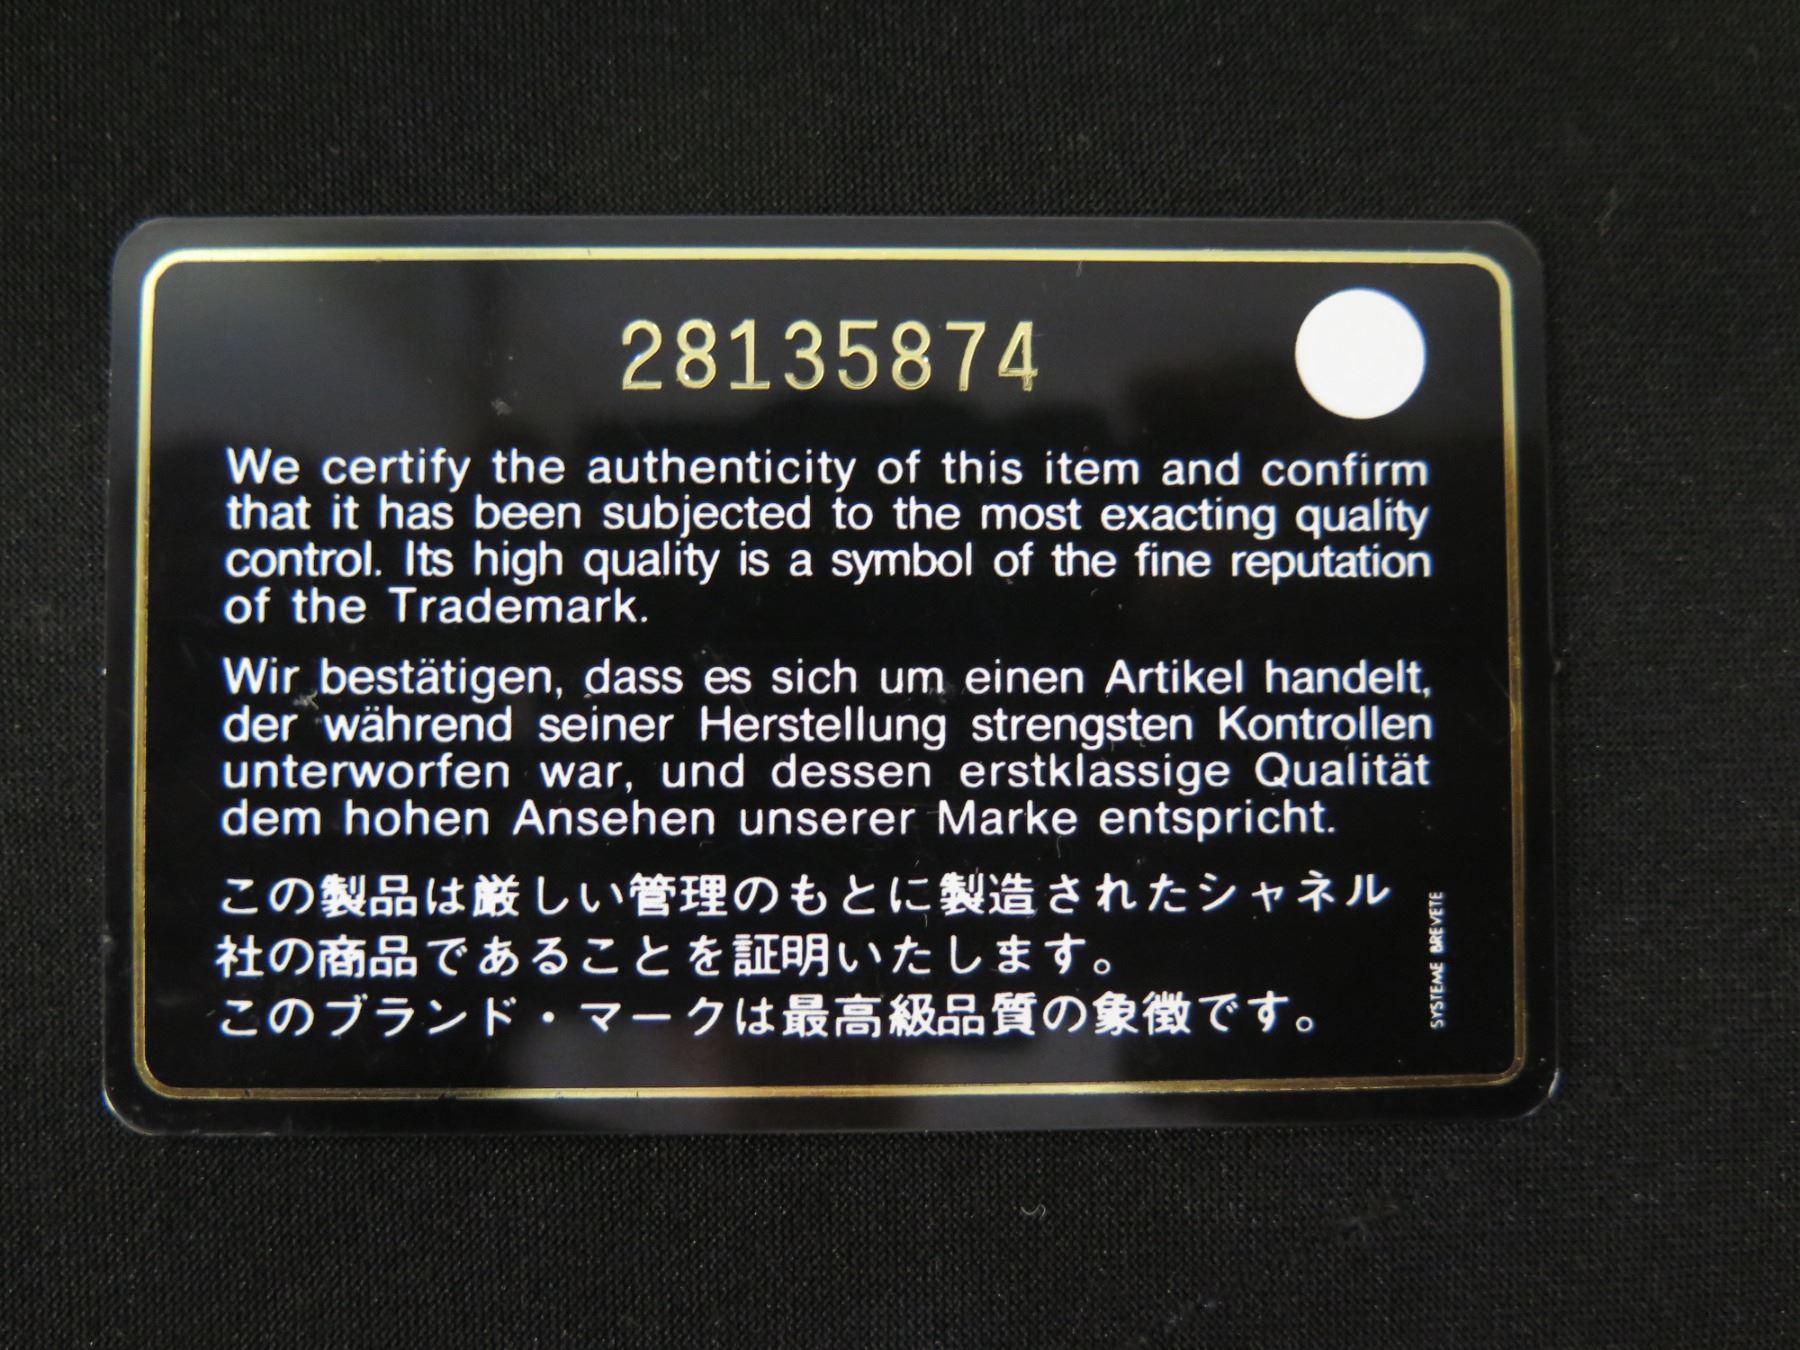 28135874
We certify the authenticity of this item and confirm
that it has been subjected to the most exacting quality
control. Its high quality is a symbol of the fine reputation
of the Trademark.
Wir bestätigen, dass es sich um einen Artikel handelt,
der während seiner Herstellung strengsten Kontrollen
unterworfen war, und dessen erstklassige Qualität
dem hohen Ansehen unserer Marke entspricht.
この製品は厳しい管理のもとに製造されたシャネル
社の商品であることを証明いたします。
このブランド・マークは最高級品質の象徴です。
SYSTEME BREVETE